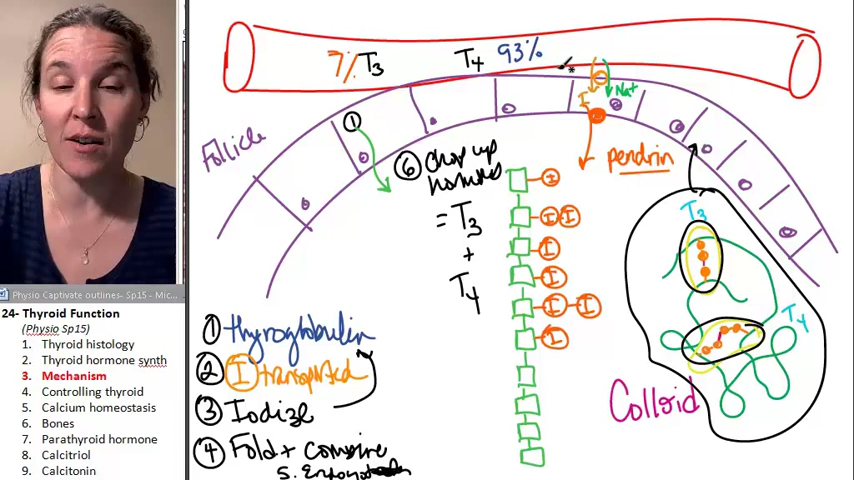 7% T3 T4 93%
I Na+
①
Follicle
⑥ Chop up
hormones
= T3
+
T4
pendrin
I
I I
I
I
I I
I
T3
T4
Colloid
① thyroglobulin
② I transported
③ Iodize
④ Fold + combine
5.
Physio Captivate outlines- Sp15 - Mic...
24- Thyroid Function
(Physio Sp15)
1. Thyroid histology
2. Thyroid hormone synth
3. Mechanism
4. Controlling thyroid
5. Calcium homeostasis
6. Bones
7. Parathyroid hormone
8. Calcitriol
9. Calcitonin